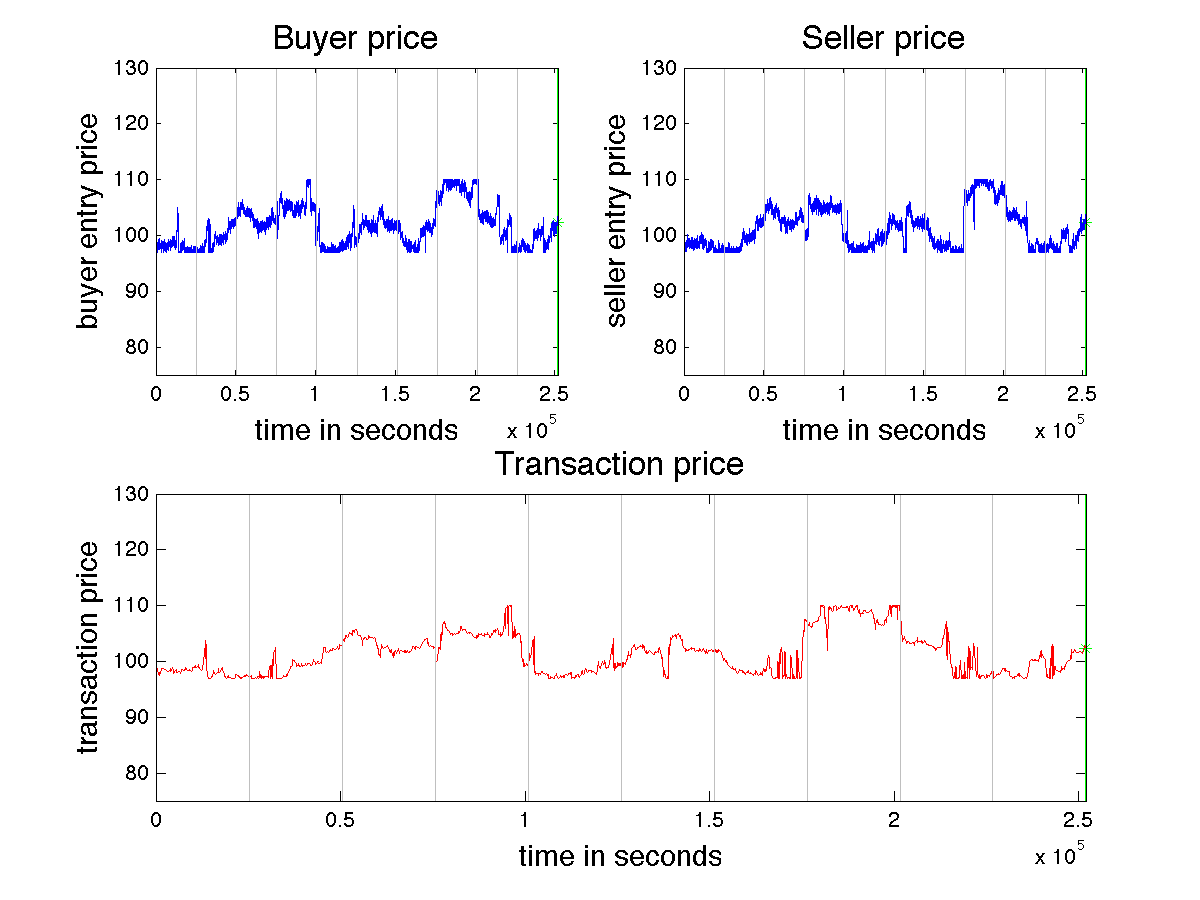 Buyer price
Seller price
130
120
110
100
90
80
buyer entry price
0 0.5 1 1.5 2 2.5
x 10^5
time in seconds
130
120
110
100
90
80
seller entry price
0 0.5 1 1.5 2 2.5
x 10^5
time in seconds
Transaction price
130
120
110
100
90
80
transaction price
0 0.5 1 1.5 2 2.5
x 10^5
time in seconds